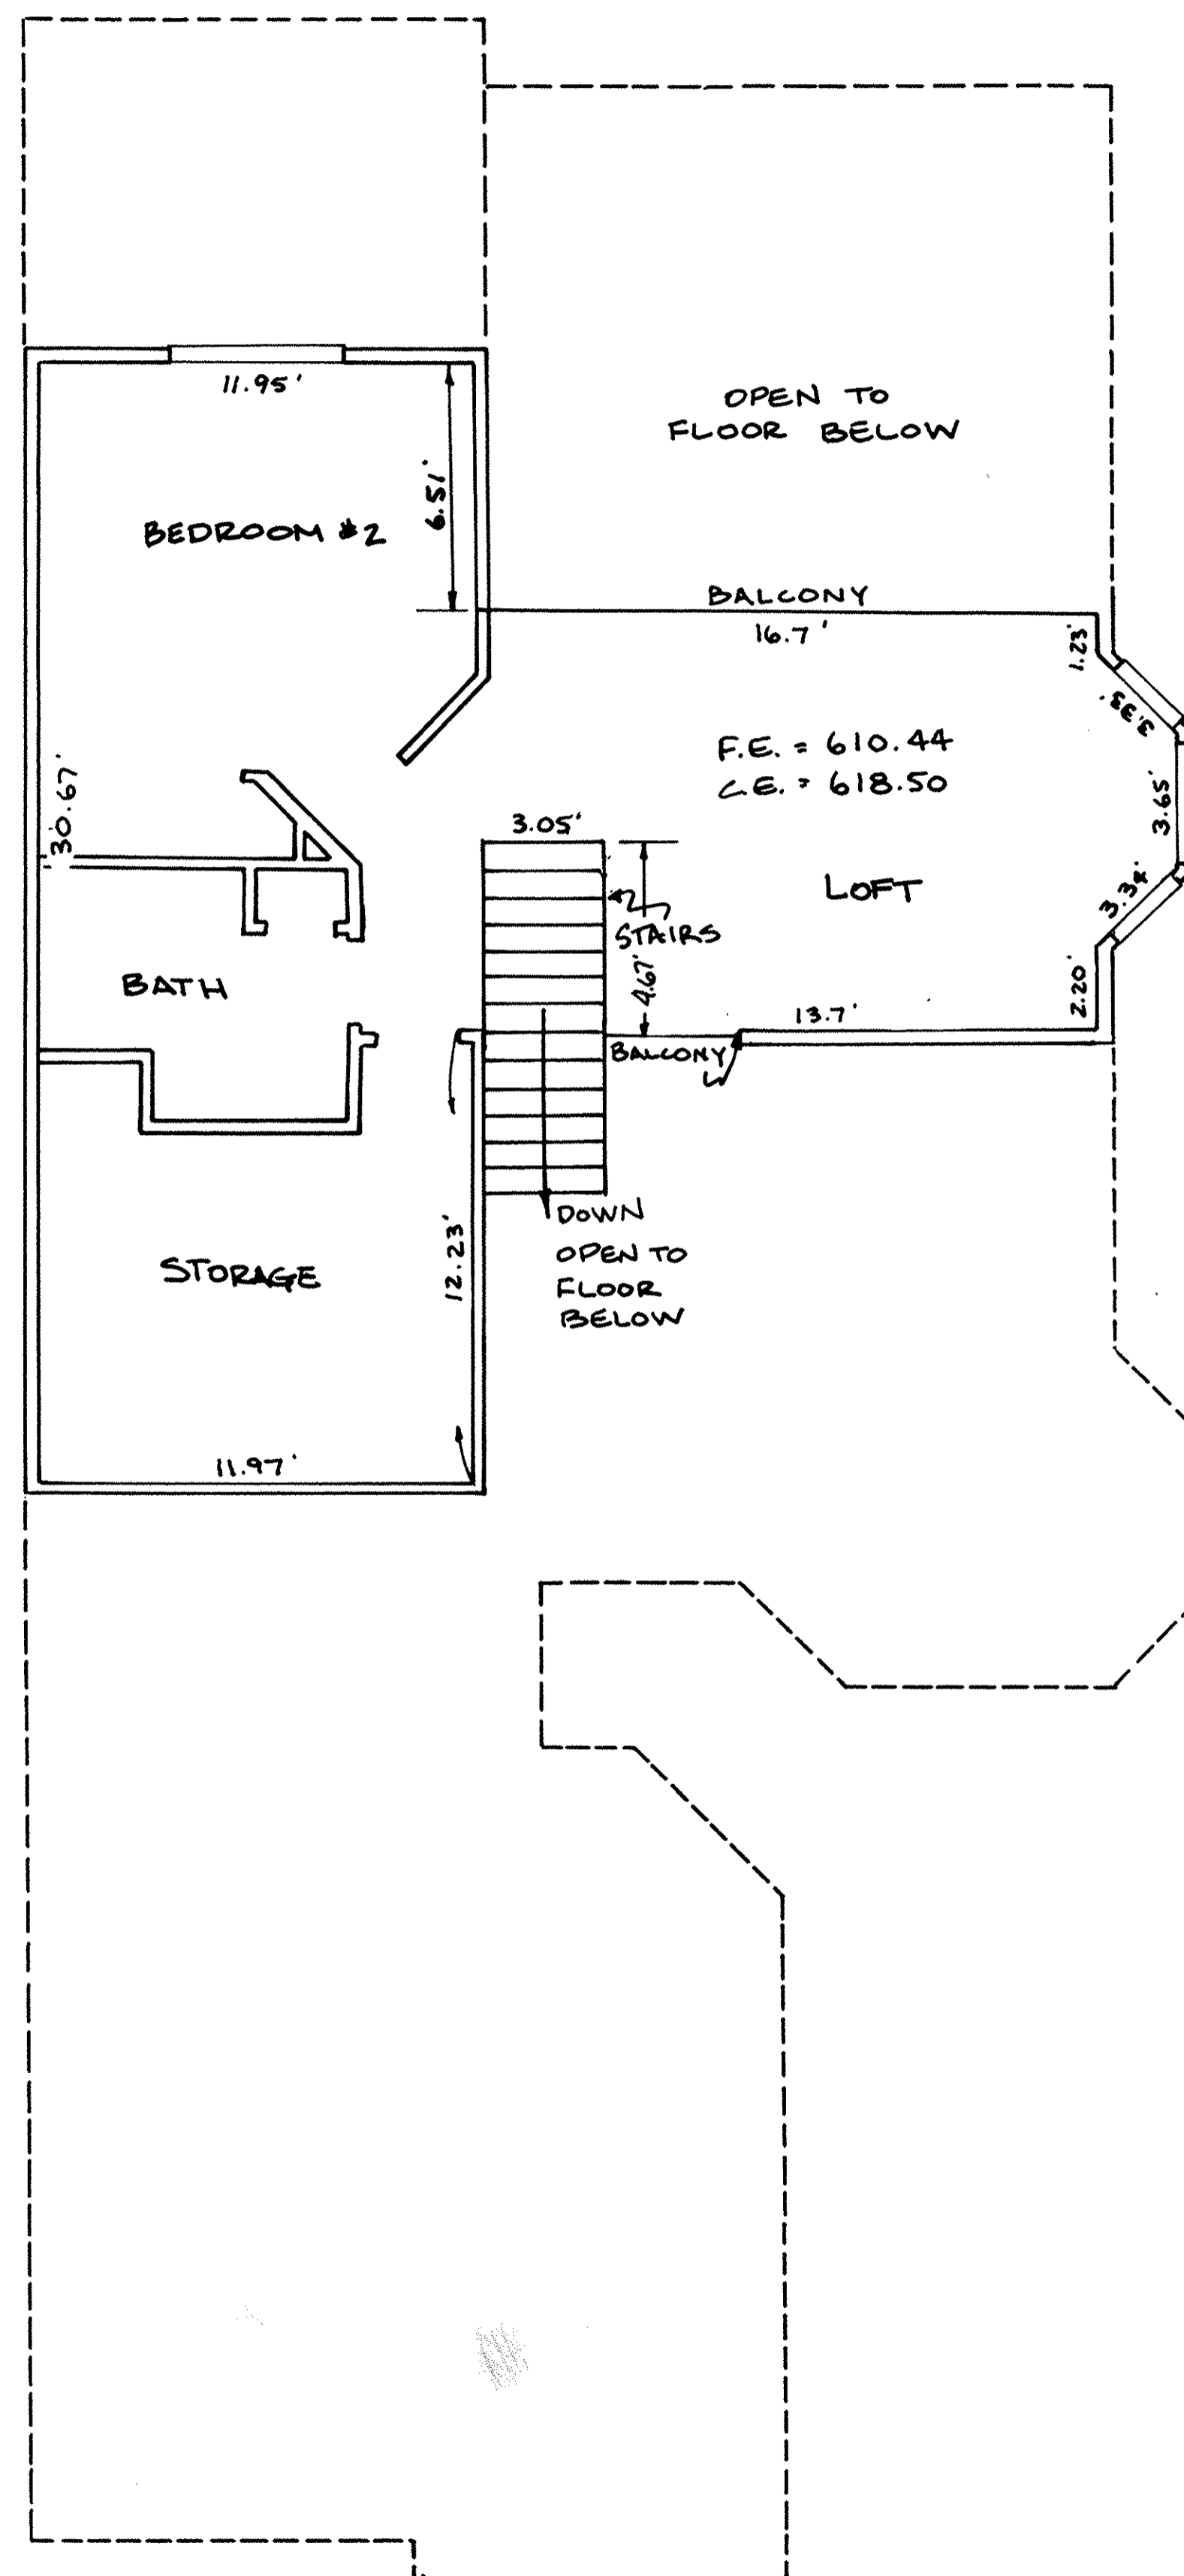 11.95'
OPEN TO
FLOOR BELOW
6.51'
BEDROOM #2
BALCONY
16.7'
1.23'
3.33'
F.E. = 610.44
C.E. = 618.50
30.67'
3.65'
3.05'
LOFT
3.34'
STAIRS
4.67'
BATH
2.20'
13.7'
BALCONY
DOWN
12.23'
OPEN TO
FLOOR
BELOW
STORAGE
11.97'